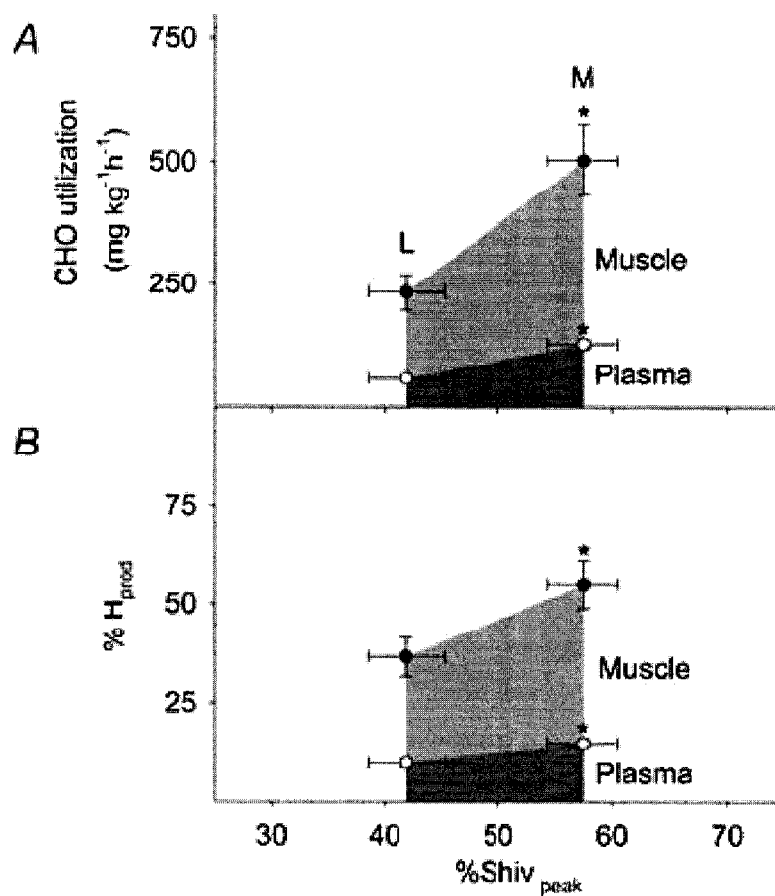 A
CHO utilization
(mg kg⁻¹h⁻¹)
750
500
250
L
M
*
Muscle
*
Plasma
B
% H_prod
75
50
25
*
Muscle
*
Plasma
30 40 50 60 70
%Shiv_peak